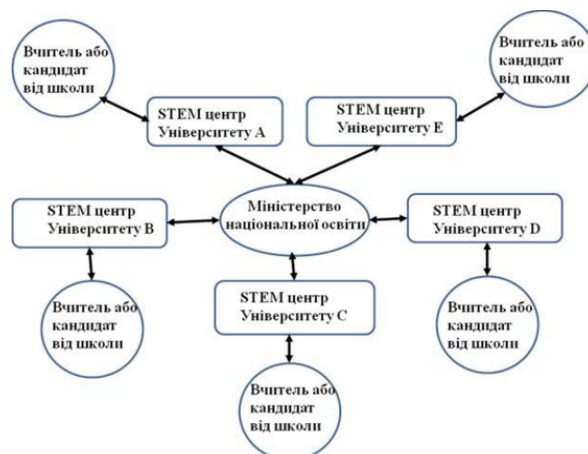 Вчитель або
кандидат
від школи
Вчитель або
кандидат
від школи
STEM центр
Університету А
STEM центр
Університету Е
Міністерство
національної освіти
STEM центр
Університету В
STEM центр
Університету D
STEM центр
Університету С
Вчитель або
кандидат
від школи
Вчитель або
кандидат
від школи
Вчитель або
кандидат
від школи